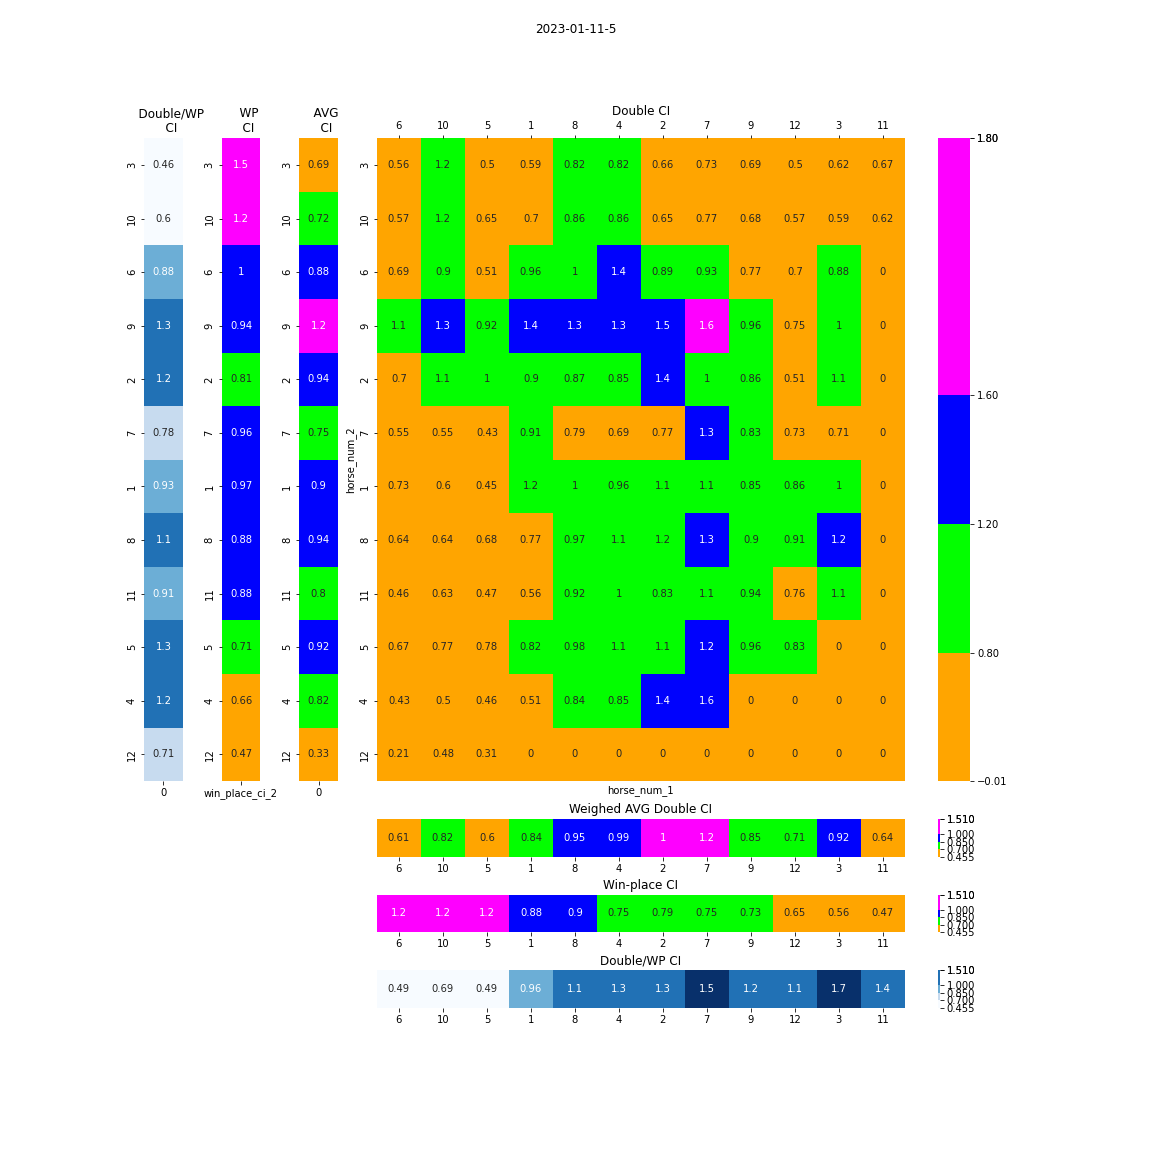 2023-01-11-5
Double/WP CI
WP CI
AVG CI
Double CI
6 10 5 1 8 4 2 7 9 12 3 11
3 0.46 3 1.5 3 0.69 3 0.56 1.2 0.5 0.59 0.82 0.82 0.66 0.73 0.69 0.5 0.62 0.67
10 0.6 10 1.2 10 0.72 10 0.57 1.2 0.65 0.7 0.86 0.86 0.65 0.77 0.68 0.57 0.59 0.62
6 0.88 6 1 6 0.88 6 0.69 0.9 0.51 0.96 1 1.4 0.89 0.93 0.77 0.7 0.88 0
9 1.3 9 0.94 9 1.2 9 1.1 1.3 0.92 1.4 1.3 1.3 1.5 1.6 0.96 0.75 1 0
2 1.2 2 0.81 2 0.94 2 0.7 1.1 1 0.9 0.87 0.85 1.4 1 0.86 0.51 1.1 0
7 0.78 7 0.96 7 0.75 7 0.55 0.55 0.43 0.91 0.79 0.69 0.77 1.3 0.83 0.73 0.71 0
1 0.93 1 0.97 1 0.9 1 0.73 0.6 0.45 1.2 1 0.96 1.1 1.1 0.85 0.86 1 0
8 1.1 8 0.88 8 0.94 8 0.64 0.64 0.68 0.77 0.97 1.1 1.2 1.3 0.9 0.91 1.2 0
11 0.91 11 0.88 11 0.8 11 0.46 0.63 0.47 0.56 0.92 1 0.83 1.1 0.94 0.76 1.1 0
5 1.3 5 0.71 5 0.92 5 0.67 0.77 0.78 0.82 0.98 1.1 1.1 1.2 0.96 0.83 0 0
4 1.2 4 0.66 4 0.82 4 0.43 0.5 0.46 0.51 0.84 0.85 1.4 1.6 0 0 0 0
12 0.71 12 0.47 12 0.33 12 0.21 0.48 0.31 0 0 0 0 0 0 0 0 0
horse_num_2
0 win_place_ci_2 0 horse_num_1
1.80
1.60
1.20
0.80
−0.01
Weighed AVG Double CI
0.61 0.82 0.6 0.84 0.95 0.99 1 1.2 0.85 0.71 0.92 0.64
6 10 5 1 8 4 2 7 9 12 3 11
1.510
1.000
0.850
0.700
0.455
Win-place CI
1.2 1.2 1.2 0.88 0.9 0.75 0.79 0.75 0.73 0.65 0.56 0.47
6 10 5 1 8 4 2 7 9 12 3 11
1.510
1.000
0.850
0.700
0.455
Double/WP CI
0.49 0.69 0.49 0.96 1.1 1.3 1.3 1.5 1.2 1.1 1.7 1.4
6 10 5 1 8 4 2 7 9 12 3 11
1.510
1.000
0.850
0.700
0.455